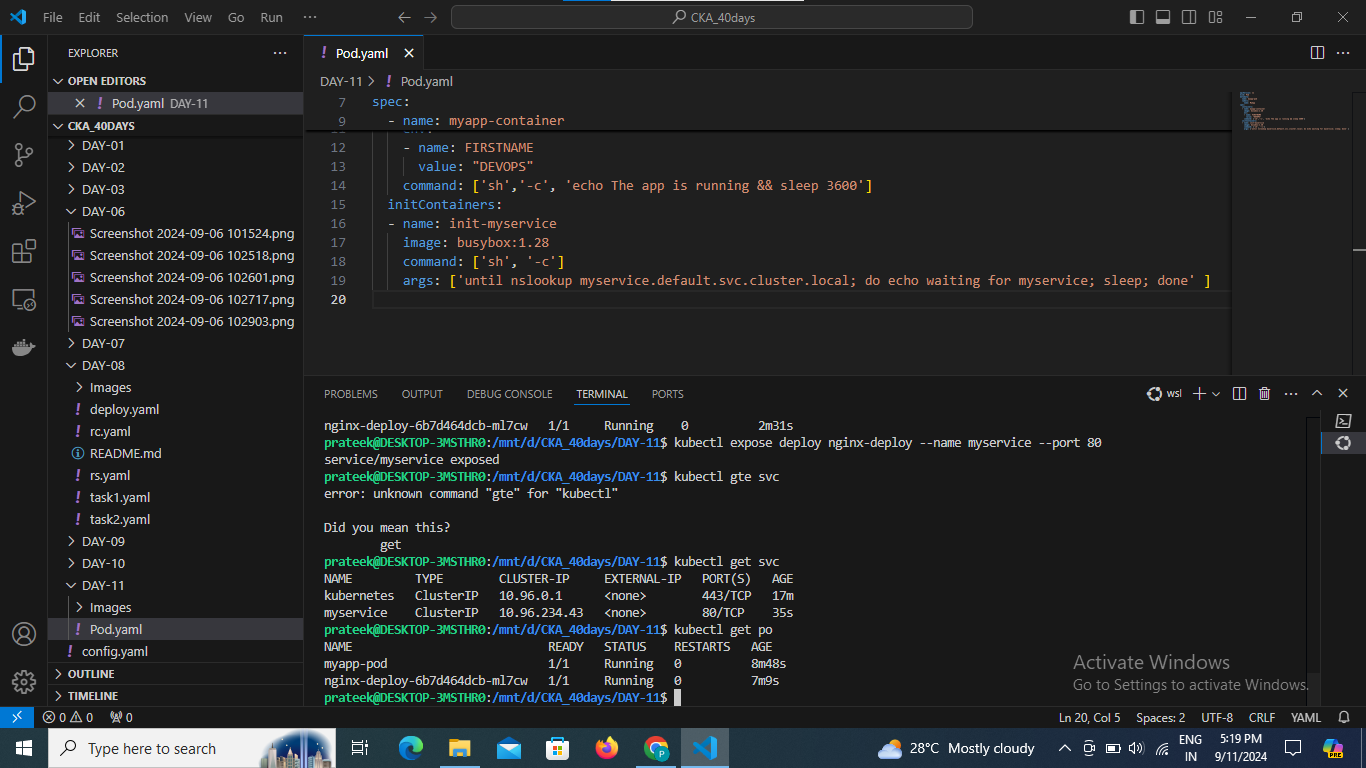 File Edit Selection View Go Run ···
CKA_40days
EXPLORER
OPEN EDITORS
Pod.yaml DAY-11
CKA_40DAYS
DAY-01
DAY-02
DAY-03
DAY-06
Screenshot 2024-09-06 101524.png
Screenshot 2024-09-06 102518.png
Screenshot 2024-09-06 102601.png
Screenshot 2024-09-06 102717.png
Screenshot 2024-09-06 102903.png
DAY-07
DAY-08
Images
deploy.yaml
rc.yaml
README.md
rs.yaml
task1.yaml
task2.yaml
DAY-09
DAY-10
DAY-11
Images
Pod.yaml
config.yaml
OUTLINE
TIMELINE
Pod.yaml
DAY-11 > ! Pod.yaml
7 spec:
9 - name: myapp-container
12 - name: FIRSTNAME
13 value: "DEVOPS"
14 command: ['sh','-c', 'echo The app is running && sleep 3600']
15 initContainers:
16 - name: init-myservice
17 image: busybox:1.28
18 command: ['sh', '-c']
19 args: ['until nslookup myservice.default.svc.cluster.local; do echo waiting for myservice; sleep; done' ]
20
PROBLEMS OUTPUT DEBUG CONSOLE TERMINAL PORTS
wsl
nginx-deploy-6b7d464dcb-ml7cw 1/1 Running 0 2m31s
prateek@DESKTOP-3MSTHR0:/mnt/d/CKA_40days/DAY-11$ kubectl expose deploy nginx-deploy --name myservice --port 80
service/myservice exposed
prateek@DESKTOP-3MSTHR0:/mnt/d/CKA_40days/DAY-11$ kubectl gte svc
error: unknown command "gte" for "kubectl"
Did you mean this?
get
prateek@DESKTOP-3MSTHR0:/mnt/d/CKA_40days/DAY-11$ kubectl get svc
NAME TYPE CLUSTER-IP EXTERNAL-IP PORT(S) AGE
kubernetes ClusterIP 10.96.0.1 <none> 443/TCP 17m
myservice ClusterIP 10.96.234.43 <none> 80/TCP 35s
prateek@DESKTOP-3MSTHR0:/mnt/d/CKA_40days/DAY-11$ kubectl get po
NAME READY STATUS RESTARTS AGE
myapp-pod 1/1 Running 0 8m48s
nginx-deploy-6b7d464dcb-ml7cw 1/1 Running 0 7m9s
prateek@DESKTOP-3MSTHR0:/mnt/d/CKA_40days/DAY-11$
Activate Windows
Go to Settings to activate Windows.
0 0 0
Ln 20, Col 5 Spaces: 2 UTF-8 CRLF YAML
Type here to search
28°C Mostly cloudy
ENG
IN
5:19 PM
9/11/2024
PRE